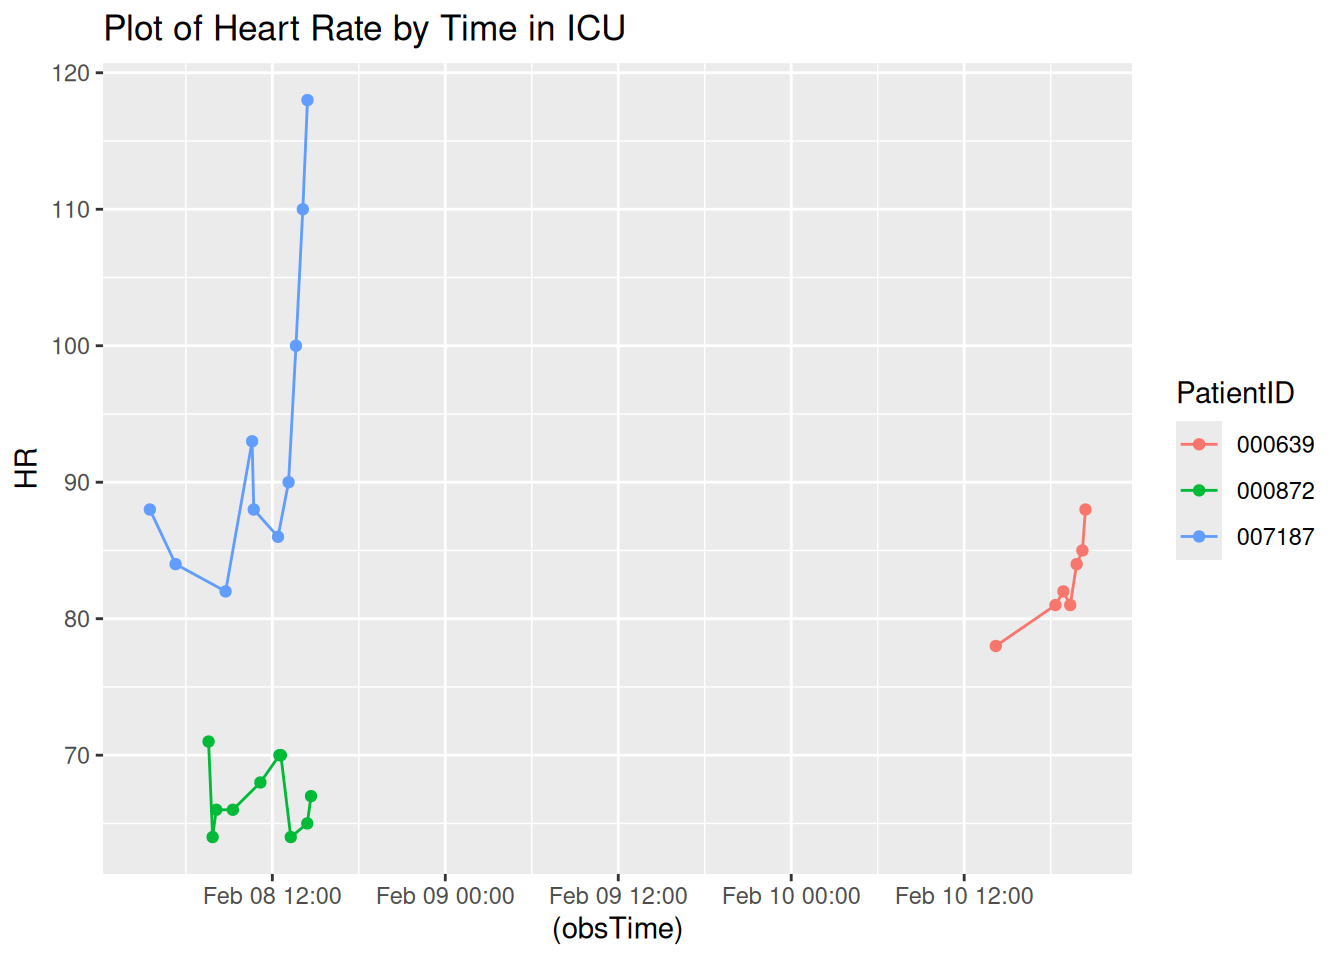 Plot of Heart Rate by Time in ICU
120
110
100
90
80
70
HR
Feb 08 12:00 Feb 09 00:00 Feb 09 12:00 Feb 10 00:00 Feb 10 12:00
(obsTime)
PatientID
000639
000872
007187